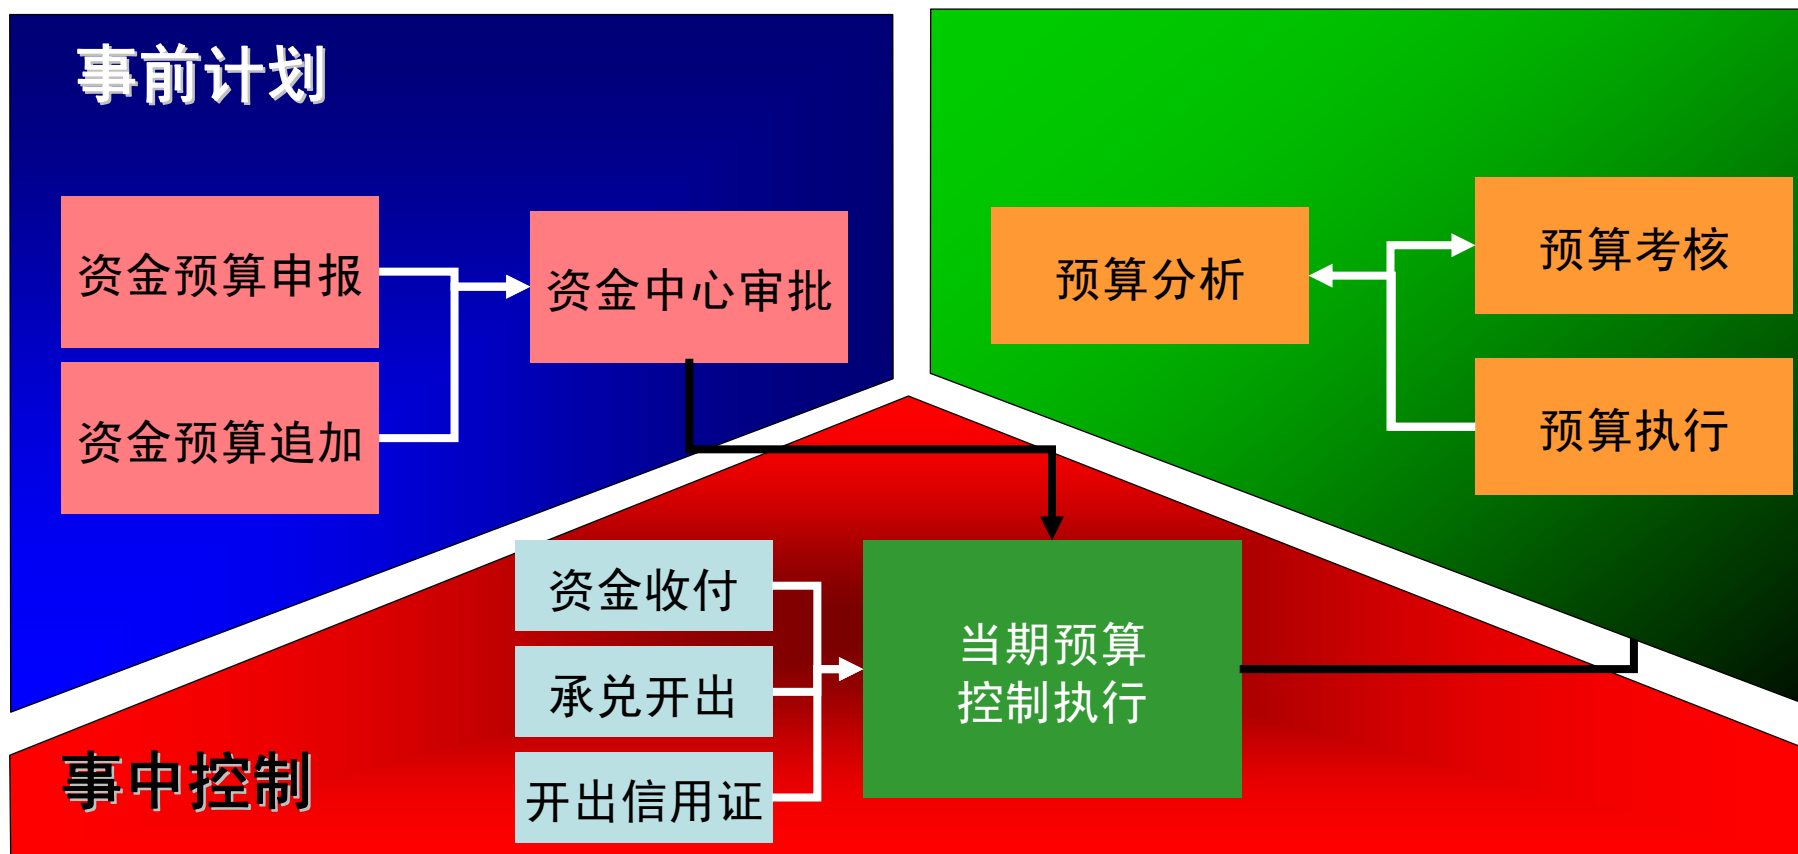 事前计划
资金预算申报
资金中心审批
资金预算追加
预算分析
预算考核
预算执行
资金收付
承兑开出
开出信用证
当期预算
控制执行
事中控制